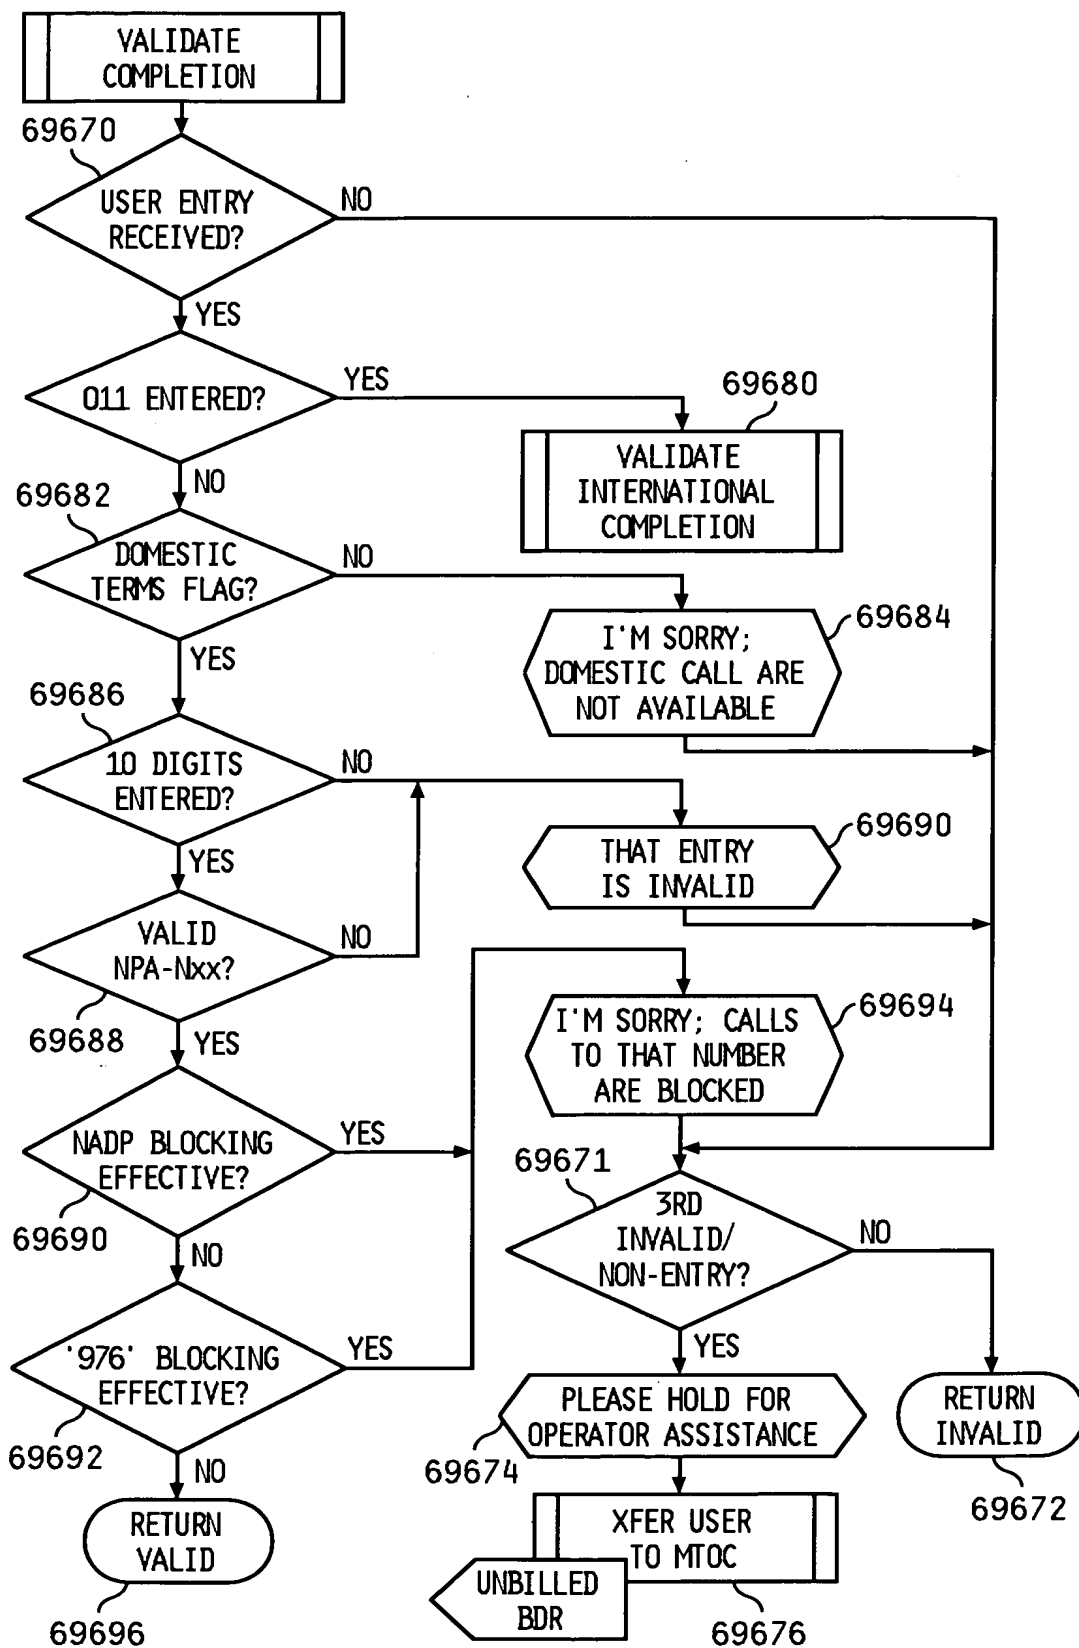 VALIDATE
COMPLETION
69670
USER ENTRY
RECEIVED?
NO
YES
011 ENTERED?
YES
69680
VALIDATE
INTERNATIONAL
COMPLETION
NO
69682
DOMESTIC
TERMS FLAG?
NO
69684
I'M SORRY;
DOMESTIC CALL ARE
NOT AVAILABLE
YES
69686
10 DIGITS
ENTERED?
NO
69690
THAT ENTRY
IS INVALID
YES
VALID
NPA-Nxx?
NO
69688
YES
69694
I'M SORRY; CALLS
TO THAT NUMBER
ARE BLOCKED
NADP BLOCKING
EFFECTIVE?
YES
69690
NO
69671
3RD
INVALID/
NON-ENTRY?
NO
YES
'976' BLOCKING
EFFECTIVE?
YES
69692
NO
PLEASE HOLD FOR
OPERATOR ASSISTANCE
69674
RETURN
INVALID
69672
RETURN
VALID
69696
XFER USER
TO MTOC
UNBILLED
BDR
69676